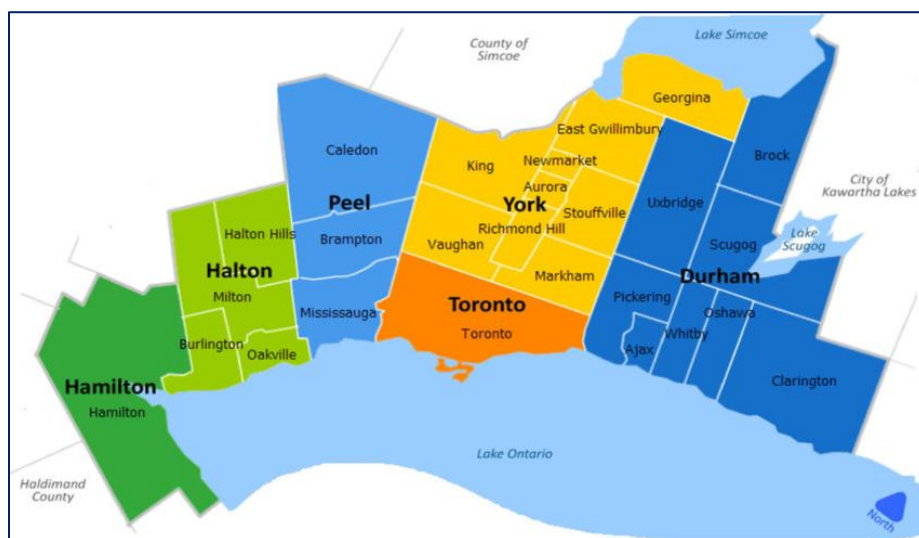 Lake Simcoe
County of
Simcoe
Georgina
East Gwillimbury
Caledon
King
Newmarket
Brock
Aurora
City of
Kawartha Lakes
Peel
York
Uxbridge
Stouffville
Halton Hills
Brampton
Vaughan
Richmond Hill
Scugog
Lake
Scugog
Halton
Markham
Durham
Milton
Pickering
Mississauga
Toronto
Oshawa
Toronto
Whitby
Burlington
Oakville
Ajax
Clarington
Hamilton
Hamilton
Lake Ontario
Haldimand
County
North